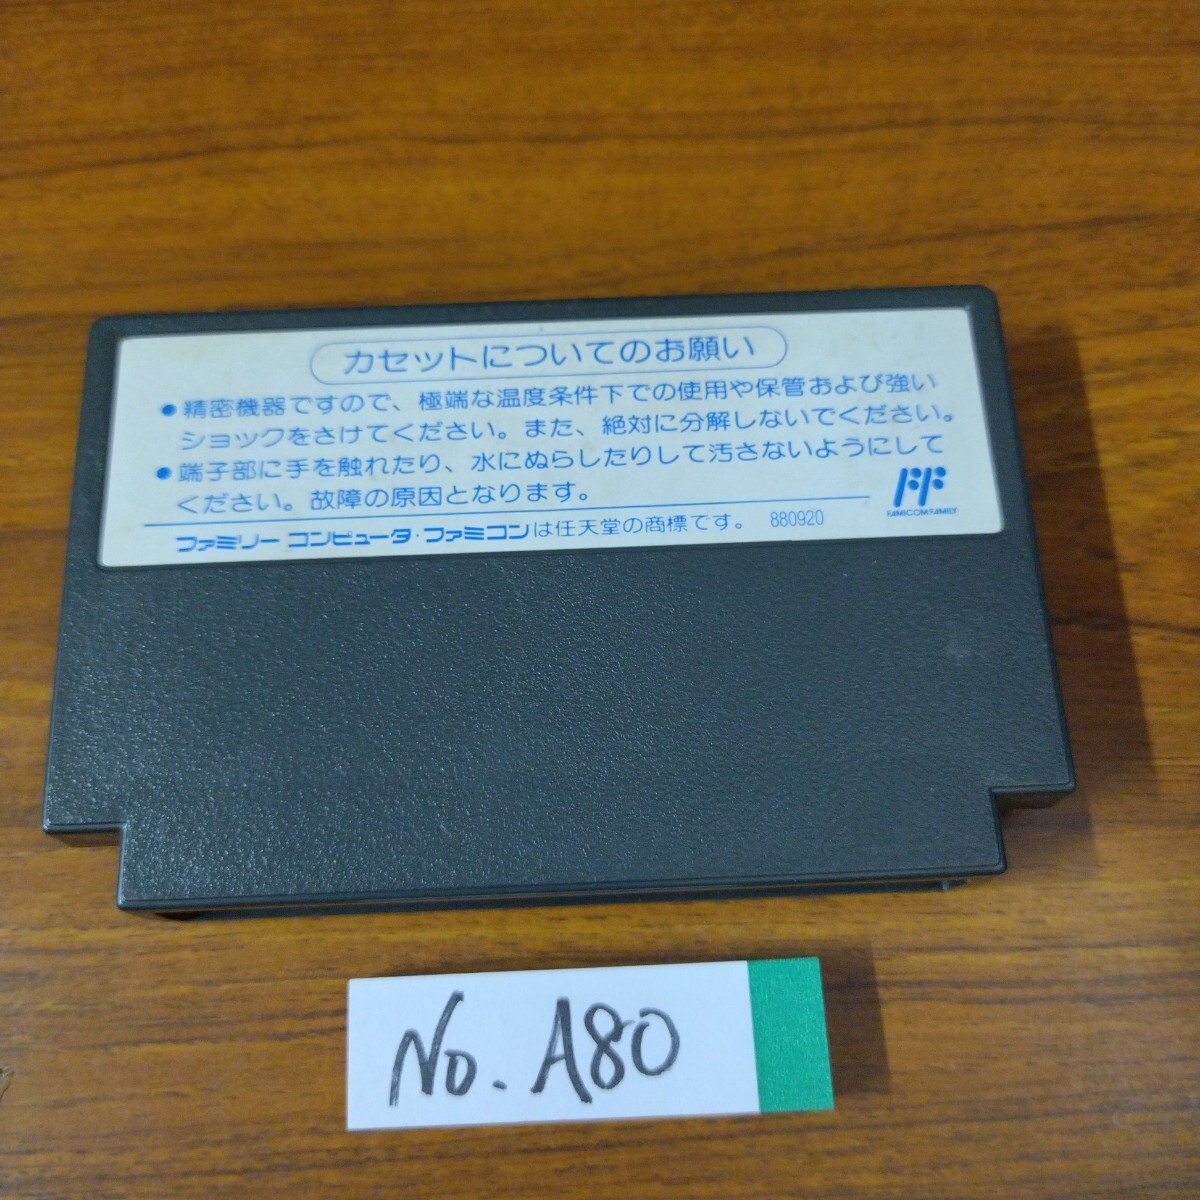 カセットについてのお願い
●精密機器ですので、極端な温度条件下での使用や保管および強い
ショックをさけてください。また、絶対に分解しないでください。
●端子部に手を触れたり、水にぬらしたりして汚さないようにして
ください。故障の原因となります。
FF
FAMICOM FAMILY
ファミリー コンピュータ・ファミコンは任天堂の商標です。 880920
No. A80